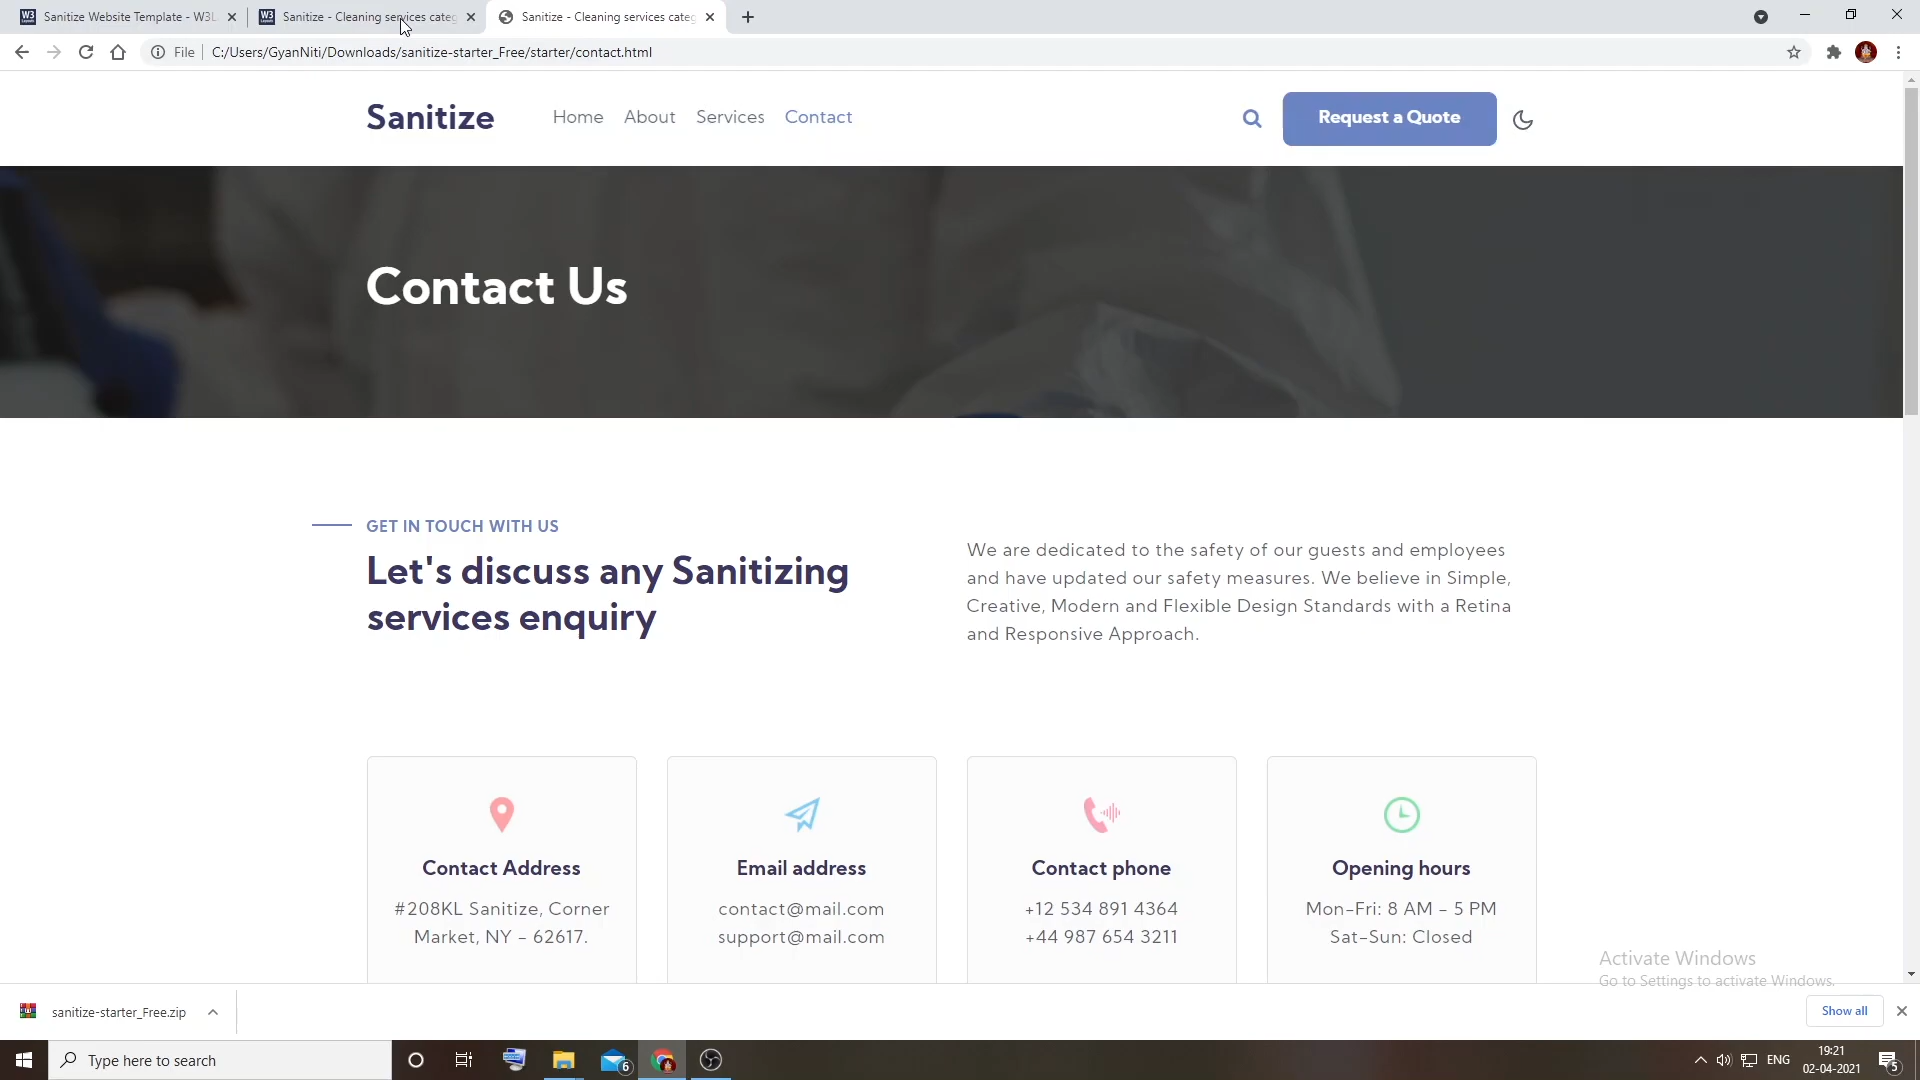 Sanitize Website Template - W3L
Sanitize - Cleaning services categ
Sanitize - Cleaning services categ
File
C:/Users/GyanNiti/Downloads/sanitize-starter_Free/starter/contact.html
Sanitize
Home
About
Services
Contact
Request a Quote
Contact Us
GET IN TOUCH WITH US
Let's discuss any Sanitizing
services enquiry
We are dedicated to the safety of our guests and employees
and have updated our safety measures. We believe in Simple,
Creative, Modern and Flexible Design Standards with a Retina
and Responsive Approach.
Contact Address
#208KL Sanitize, Corner
Market, NY - 62617.
Email address
contact@mail.com
support@mail.com
Contact phone
+12 534 891 4364
+44 987 654 3211
Opening hours
Mon-Fri: 8 AM - 5 PM
Sat-Sun: Closed
Activate Windows
Go to Settings to activate Windows.
sanitize-starter_Free.zip
Show all
Type here to search
6
ENG
19:21
02-04-2021
5